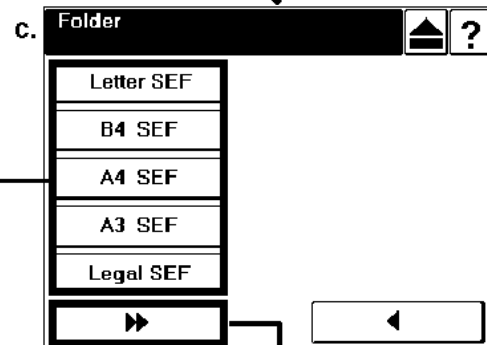 c. Folder ?
Letter SEF
B4 SEF
A4 SEF
A3 SEF
Legal SEF